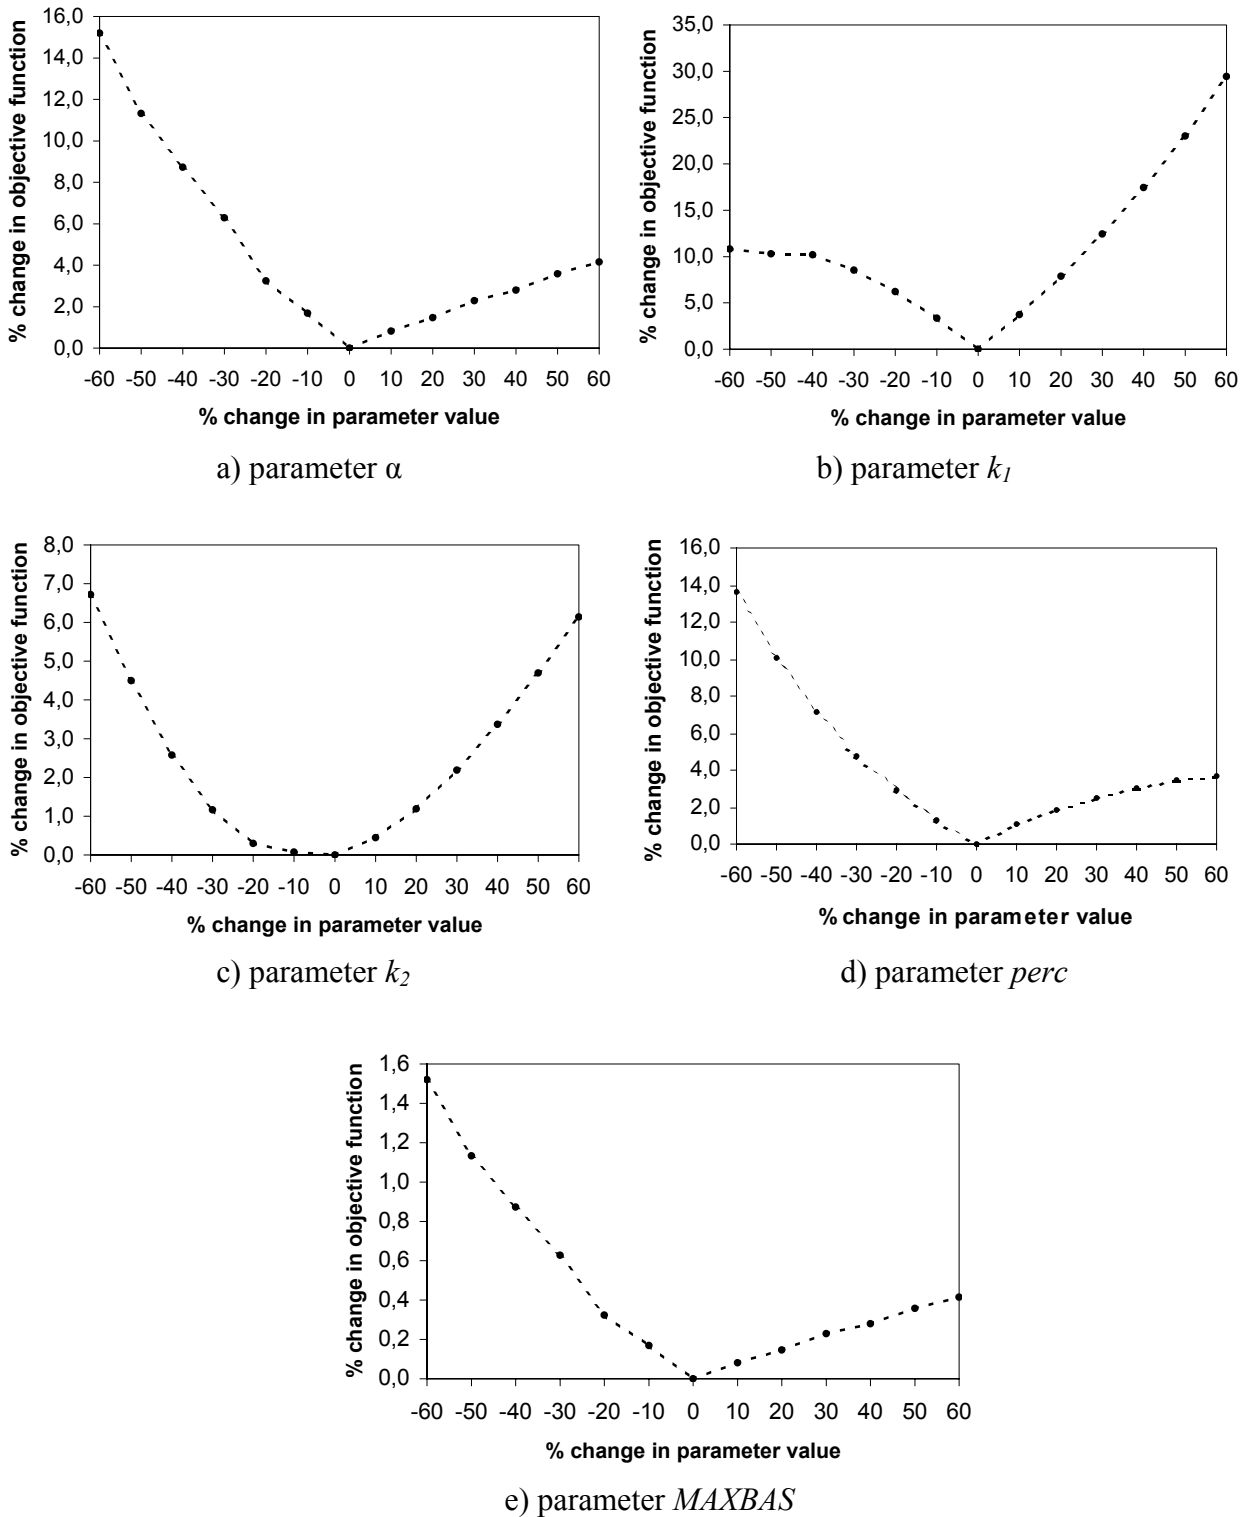 % change in objective function
16,0
14,0
12,0
10,0
8,0
6,0
4,0
2,0
0,0
-60 -50 -40 -30 -20 -10 0 10 20 30 40 50 60
% change in parameter value
a) parameter α
% change in objective function
35,0
30,0
25,0
20,0
15,0
10,0
5,0
0,0
-60 -50 -40 -30 -20 -10 0 10 20 30 40 50 60
% change in parameter value
b) parameter k1
% change in objective function
8,0
7,0
6,0
5,0
4,0
3,0
2,0
1,0
0,0
-60 -50 -40 -30 -20 -10 0 10 20 30 40 50 60
% change in parameter value
c) parameter k2
% change in objective function
16,0
14,0
12,0
10,0
8,0
6,0
4,0
2,0
0,0
-60 -50 -40 -30 -20 -10 0 10 20 30 40 50 60
% change in parameter value
d) parameter perc
% change in objective function
1,6
1,4
1,2
1,0
0,8
0,6
0,4
0,2
0,0
-60 -50 -40 -30 -20 -10 0 10 20 30 40 50 60
% change in parameter value
e) parameter MAXBAS